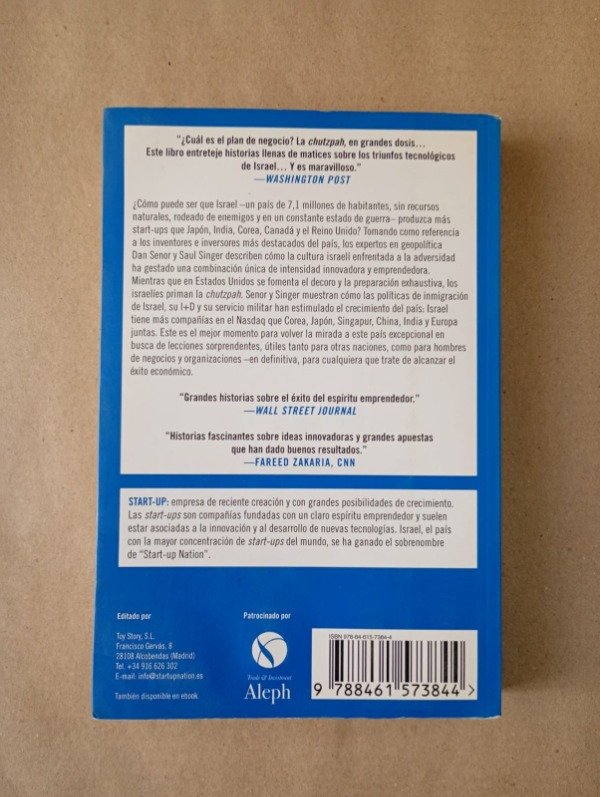 "¿Cuál es el plan de negocio? La chutzpah, en grandes dosis...
Este libro entreteje historias llenas de matices sobre los triunfos tecnológicos
de Israel... Y es maravilloso."
—WASHINGTON POST
¿Cómo puede ser que Israel –un país de 7,1 millones de habitantes, sin recursos
naturales, rodeado de enemigos y en un constante estado de guerra– produzca más
start-ups que Japón, India, Corea, Canadá y el Reino Unido? Tomando como referencia
a los inventores e inversores más destacados del país, los expertos en geopolítica
Dan Senor y Saul Singer describen cómo la cultura israelí enfrentada a la adversidad
ha gestado una combinación única de intensidad innovadora y emprendedora.
Mientras que en Estados Unidos se fomenta el decoro y la preparación exhaustiva, los
israelíes priman la chutzpah. Senor y Singer muestran cómo las políticas de inmigración
de Israel, su I+D y su servicio militar han estimulado el crecimiento del país: Israel
tiene más compañías en el Nasdaq que Corea, Japón, Singapur, China, India y Europa
juntas. Este es el mejor momento para volver la mirada a este país excepcional en
busca de lecciones sorprendentes, útiles tanto para otras naciones, como para hombres
de negocios y organizaciones –en definitiva, para cualquiera que trate de alcanzar el
éxito económico.
"Grandes historias sobre el éxito del espíritu emprendedor."
—WALL STREET JOURNAL
"Historias fascinantes sobre ideas innovadoras y grandes apuestas
que han dado buenos resultados."
—FAREED ZAKARIA, CNN
START-UP: empresa de reciente creación y con grandes posibilidades de crecimiento.
Las start-ups son compañías fundadas con un claro espíritu emprendedor y suelen
estar asociadas a la innovación y al desarrollo de nuevas tecnologías. Israel, el país
con la mayor concentración de start-ups del mundo, se ha ganado el sobrenombre
de "Start-up Nation".
Editado por
Toy Story, S.L.
Francisco Gervás, 8
28108 Alcobendas (Madrid)
Tel. +34 916 626 302
E-mail: info@startupnation.es
También disponible en ebook.
Patrocinado por
Trade & Investment
Aleph
ISBN 978-84-615-7384-4
9 788461 573844 >